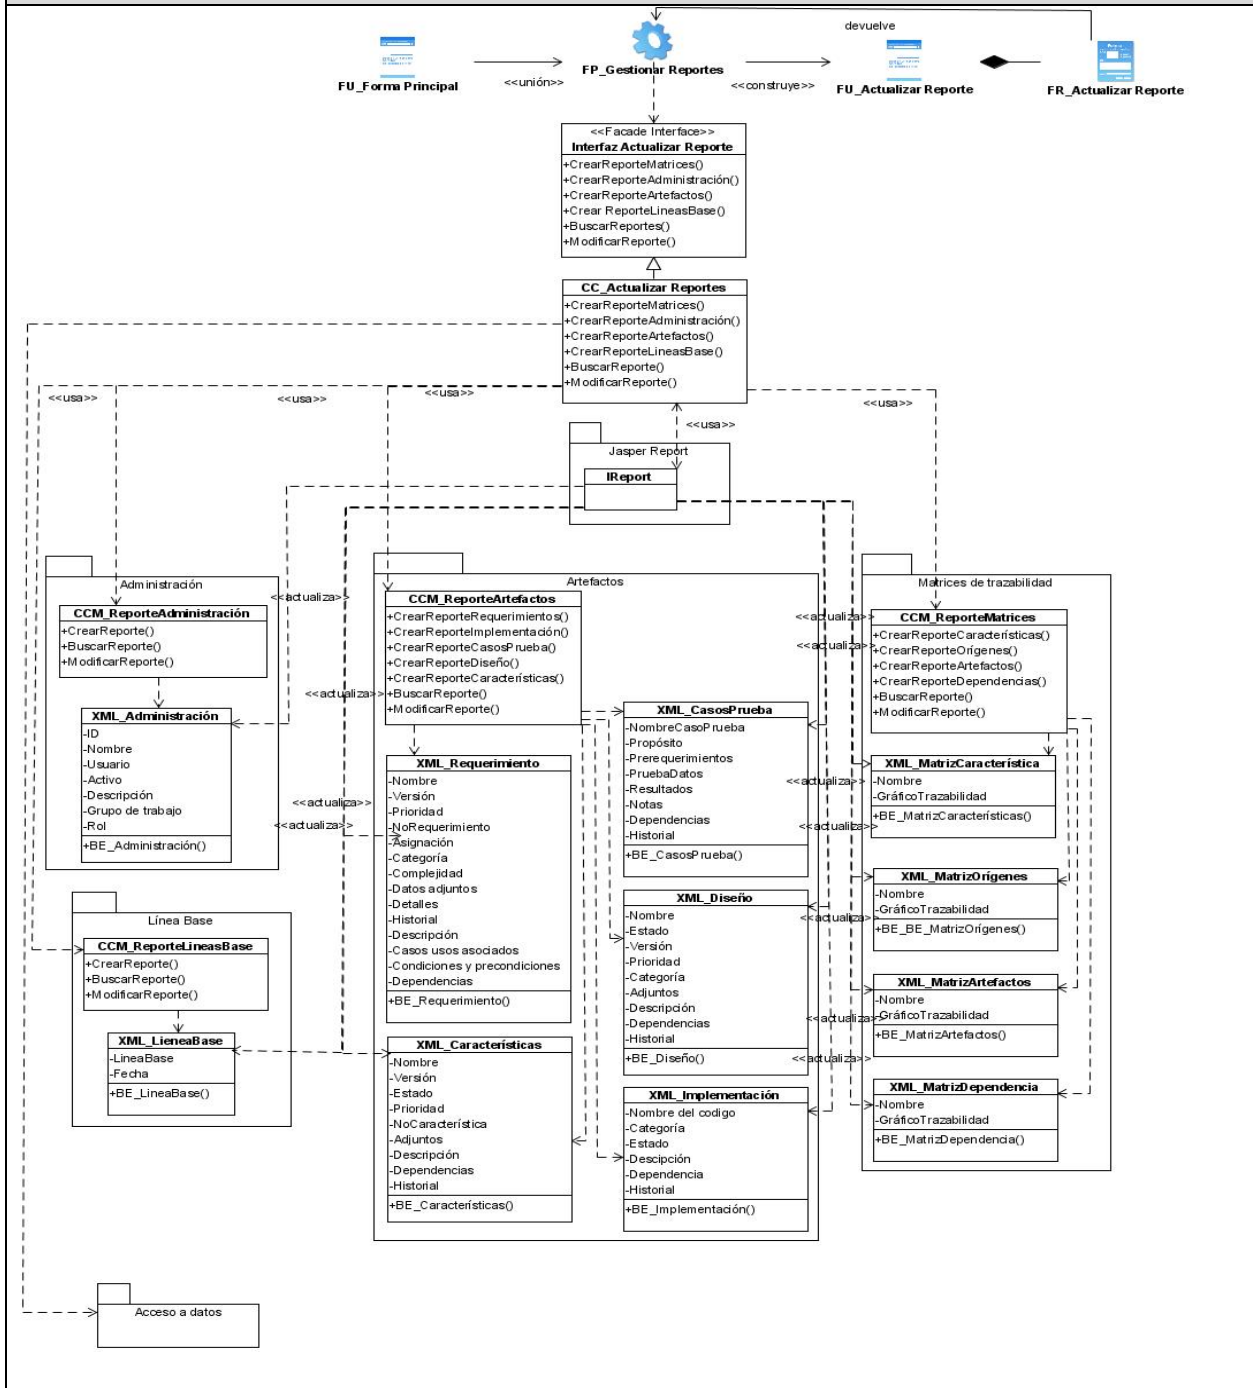 devuelve
FU_Forma Principal
<<unión>>
FP_Gestionar Reportes
<<construye>>
FU_Actualizar Reporte
FR_Actualizar Reporte
<<Facade Interface>>
Interfaz Actualizar Reporte
+CrearReporteMatrices()
+CrearReporteAdministración()
+CrearReporteArtefactos()
+Crear ReporteLineasBase()
+BuscarReportes()
+ModificarReporte()
CC_Actualizar Reportes
+CrearReporteMatrices()
+CrearReporteAdministración()
+CrearReporteArtefactos()
+CrearReporteLineasBase()
+BuscarReporte()
+ModificarReporte()
<<usa>>
<<usa>>
<<usa>>
<<usa>>
<<usa>>
Jasper Report
IReport
Administración
CCM_ReporteAdministración
+CrearReporte()
+BuscarReporte()
+ModificarReporte()
XML_Administración
-ID
-Nombre
-Usuario
-Activo
-Descripción
-Grupo de trabajo
-Rol
+BE_Administración()
<<actualiza>>
<<actualiza>>
<<actualiza>>
<<actualiza>>
Línea Base
CCM_ReporteLineasBase
+CrearReporte()
+BuscarReporte()
+ModificarReporte()
XML_LieneaBase
-LineaBase
-Fecha
+BE_LineaBase()
Artefactos
CCM_ReporteArtefactos
+CrearReporteRequerimientos()
+CrearReporteImplementación()
+CrearReporteCasosPrueba()
+CrearReporteDiseño()
+CrearReporteCaracterísticas()
+BuscarReporte()
+ModificarReporte()
XML_Requerimiento
-Nombre
-Versión
-Prioridad
-NoRequerimiento
-Asignación
-Categoría
-Complejidad
-Datos adjuntos
-Detalles
-Historial
-Descripción
-Casos usos asociados
-Condiciones y precondiciones
-Dependencias
+BE_Requerimiento()
XML_Características
-Nombre
-Versión
-Estado
-Prioridad
-NoCaracterística
-Adjuntos
-Descripción
-Dependencias
-Historial
+BE_Características()
XML_CasosPrueba
-NombreCasoPrueba
-Propósito
-Prerequerimientos
-PruebaDatos
-Resultados
-Notas
-Dependencias
-Historial
+BE_CasosPrueba()
XML_Diseño
-Nombre
-Estado
-Versión
-Prioridad
-Categoría
-Adjuntos
-Descripción
-Dependencias
-Historial
+BE_Diseño()
XML_Implementación
-Nombre del codigo
-Categoría
-Estado
-Descipción
-Dependencia
-Historial
+BE_Implementación()
<<actualiza>>
<<actualiza>>
<<actualiza>>
<<actualiza>>
<<actualiza>>
<<actualiza>>
<<actualiza>>
Matrices de trazabilidad
CCM_ReporteMatrices
+CrearReporteCaracterísticas()
+CrearReporteOrígenes()
+CrearReporteArtefactos()
+CrearReporteDependencias()
+BuscarReporte()
+ModificarReporte()
XML_MatrizCaracterística
-Nombre
-GráficoTrazabilidad
+BE_MatrizCaracterísticas()
XML_MatrizOrígenes
-Nombre
-GráficoTrazabilidad
+BE_BE_MatrizOrígenes()
XML_MatrizArtefactos
-Nombre
-GráficoTrazabilidad
+BE_MatrizArtefactos()
XML_MatrizDependencia
-Nombre
-GráficoTrazabilidad
+BE_MatrizDependencia()
Acceso a datos